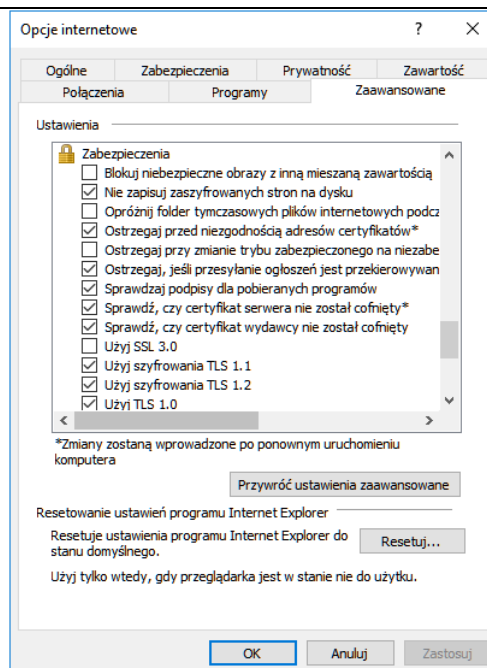 Opcje internetowe
?
Ogólne Zabezpieczenia Prywatność Zawartość
Połączenia Programy Zaawansowane
Ustawienia
Zabezpieczenia
Blokuj niebezpieczne obrazy z inną mieszaną zawartością
Nie zapisuj zaszyfrowanych stron na dysku
Opróżnij folder tymczasowych plików internetowych podcz
Ostrzegaj przed niezgodnością adresów certyfikatów*
Ostrzegaj przy zmianie trybu zabezpieczonego na niezabe
Ostrzegaj, jeśli przesyłanie ogłoszeń jest przekierowywan
Sprawdzaj podpisy dla pobieranych programów
Sprawdź, czy certyfikat serwera nie został cofnięty*
Sprawdź, czy certyfikat wydawcy nie został cofnięty
Użyj SSL 3.0
Użyj szyfrowania TLS 1.1
Użyj szyfrowania TLS 1.2
Użyj TLS 1.0
*Zmiany zostaną wprowadzone po ponownym uruchomieniu
komputera
Przywróć ustawienia zaawansowane
Resetowanie ustawień programu Internet Explorer
Resetuje ustawienia programu Internet Explorer do
stanu domyślnego.
Resetuj...
Użyj tylko wtedy, gdy przeglądarka jest w stanie nie do użytku.
OK Anuluj Zastosuj